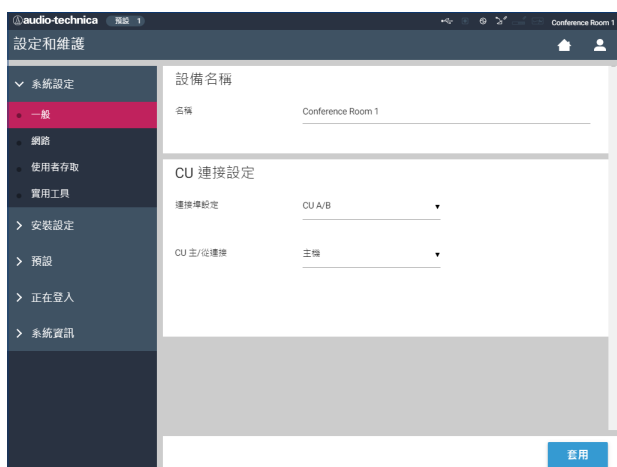 audio-technica 預設 1 Conference Room 1
設定和維護
系統設定
一般
網路
使用者存取
實用工具
安裝設定
預設
正在登入
系統資訊
設備名稱
名稱 Conference Room 1
CU 連接設定
連接埠設定 CU A/B
CU 主/從連接 主機
套用